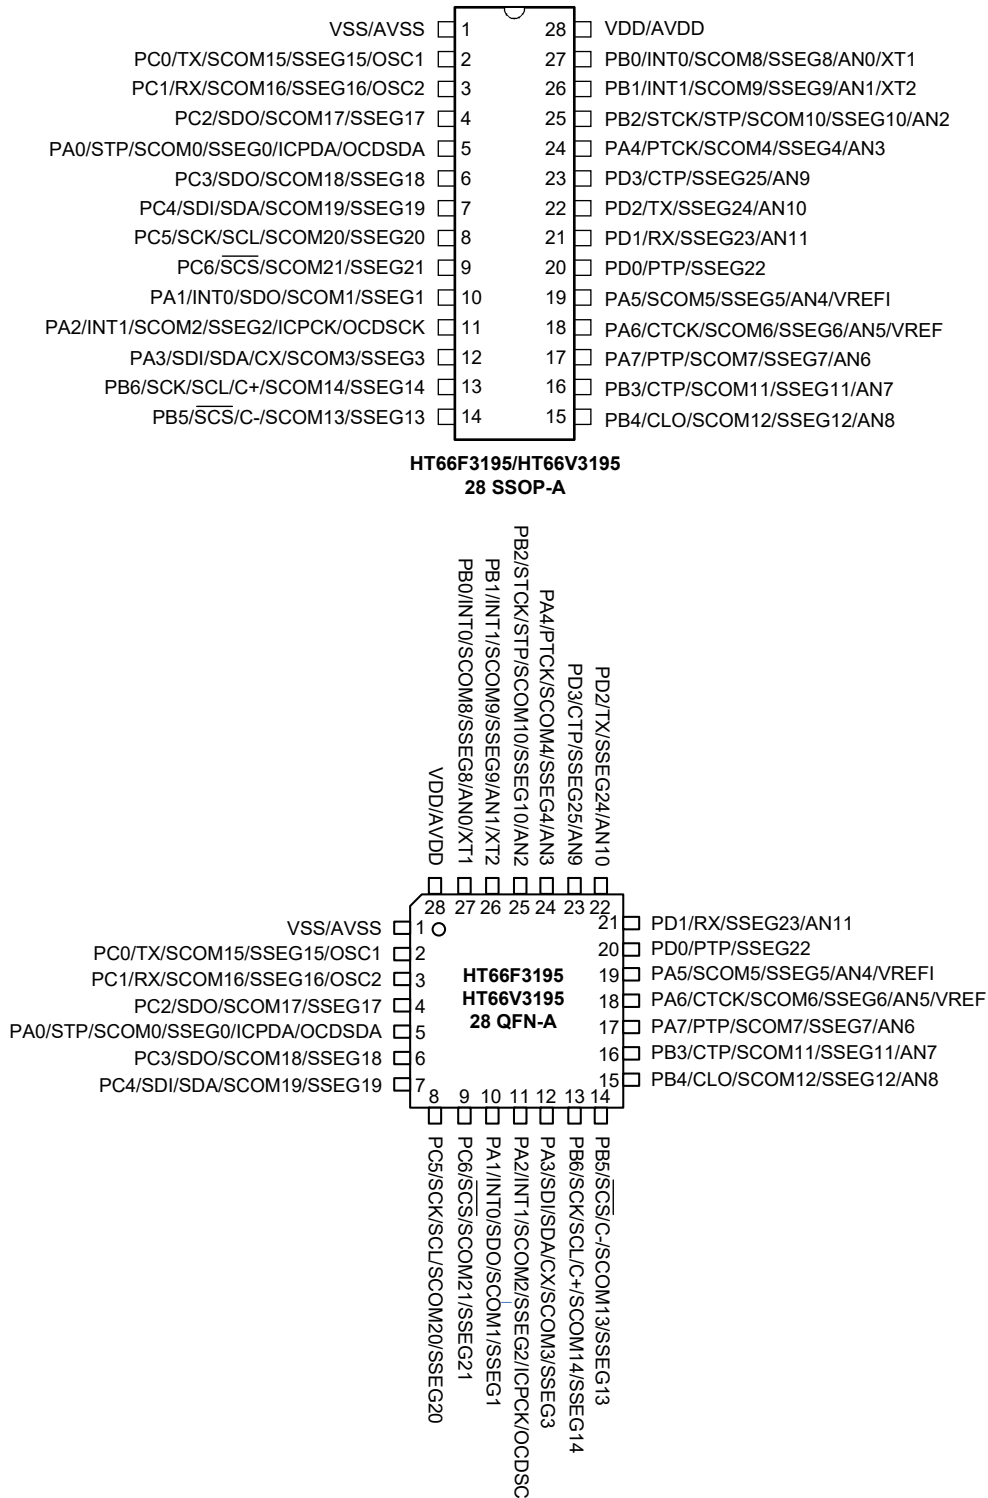 VSS/AVSS 1 28 VDD/AVDD
PC0/TX/SCOM15/SSEG15/OSC1 2 27 PB0/INT0/SCOM8/SSEG8/AN0/XT1
PC1/RX/SCOM16/SSEG16/OSC2 3 26 PB1/INT1/SCOM9/SSEG9/AN1/XT2
PC2/SDO/SCOM17/SSEG17 4 25 PB2/STCK/STP/SCOM10/SSEG10/AN2
PA0/STP/SCOM0/SSEG0/ICPDA/OCDSDA 5 24 PA4/PTCK/SCOM4/SSEG4/AN3
PC3/SDO/SCOM18/SSEG18 6 23 PD3/CTP/SSEG25/AN9
PC4/SDI/SDA/SCOM19/SSEG19 7 22 PD2/TX/SSEG24/AN10
PC5/SCK/SCL/SCOM20/SSEG20 8 21 PD1/RX/SSEG23/AN11
PC6/SCS/SCOM21/SSEG21 9 20 PD0/PTP/SSEG22
PA1/INT0/SDO/SCOM1/SSEG1 10 19 PA5/SCOM5/SSEG5/AN4/VREFI
PA2/INT1/SCOM2/SSEG2/ICPCK/OCDSCK 11 18 PA6/CTCK/SCOM6/SSEG6/AN5/VREF
PA3/SDI/SDA/CX/SCOM3/SSEG3 12 17 PA7/PTP/SCOM7/SSEG7/AN6
PB6/SCK/SCL/C+/SCOM14/SSEG14 13 16 PB3/CTP/SCOM11/SSEG11/AN7
PB5/SCS/C-/SCOM13/SSEG13 14 15 PB4/CLO/SCOM12/SSEG12/AN8
HT66F3195/HT66V3195
28 SSOP-A
VDD/AVDD
PB0/INT0/SCOM8/SSEG8/AN0/XT1
PB1/INT1/SCOM9/SSEG9/AN1/XT2
PB2/STCK/STP/SCOM10/SSEG10/AN2
PA4/PTCK/SCOM4/SSEG4/AN3
PD3/CTP/SSEG25/AN9
PD2/TX/SSEG24/AN10
28 27 26 25 24 23 22
VSS/AVSS 1 21 PD1/RX/SSEG23/AN11
PC0/TX/SCOM15/SSEG15/OSC1 2 20 PD0/PTP/SSEG22
PC1/RX/SCOM16/SSEG16/OSC2 3 19 PA5/SCOM5/SSEG5/AN4/VREFI
PC2/SDO/SCOM17/SSEG17 4 18 PA6/CTCK/SCOM6/SSEG6/AN5/VREF
PA0/STP/SCOM0/SSEG0/ICPDA/OCDSDA 5 17 PA7/PTP/SCOM7/SSEG7/AN6
PC3/SDO/SCOM18/SSEG18 6 16 PB3/CTP/SCOM11/SSEG11/AN7
PC4/SDI/SDA/SCOM19/SSEG19 7 15 PB4/CLO/SCOM12/SSEG12/AN8
HT66F3195
HT66V3195
28 QFN-A
8 9 10 11 12 13 14
PC5/SCK/SCL/SCOM20/SSEG20
PC6/SCS/SCOM21/SSEG21
PA1/INT0/SDO/SCOM1/SSEG1
PA2/INT1/SCOM2/SSEG2/ICPCK/OCDSC
PA3/SDI/SDA/CX/SCOM3/SSEG3
PB6/SCK/SCL/C+/SCOM14/SSEG14
PB5/SCS/C-/SCOM13/SSEG13